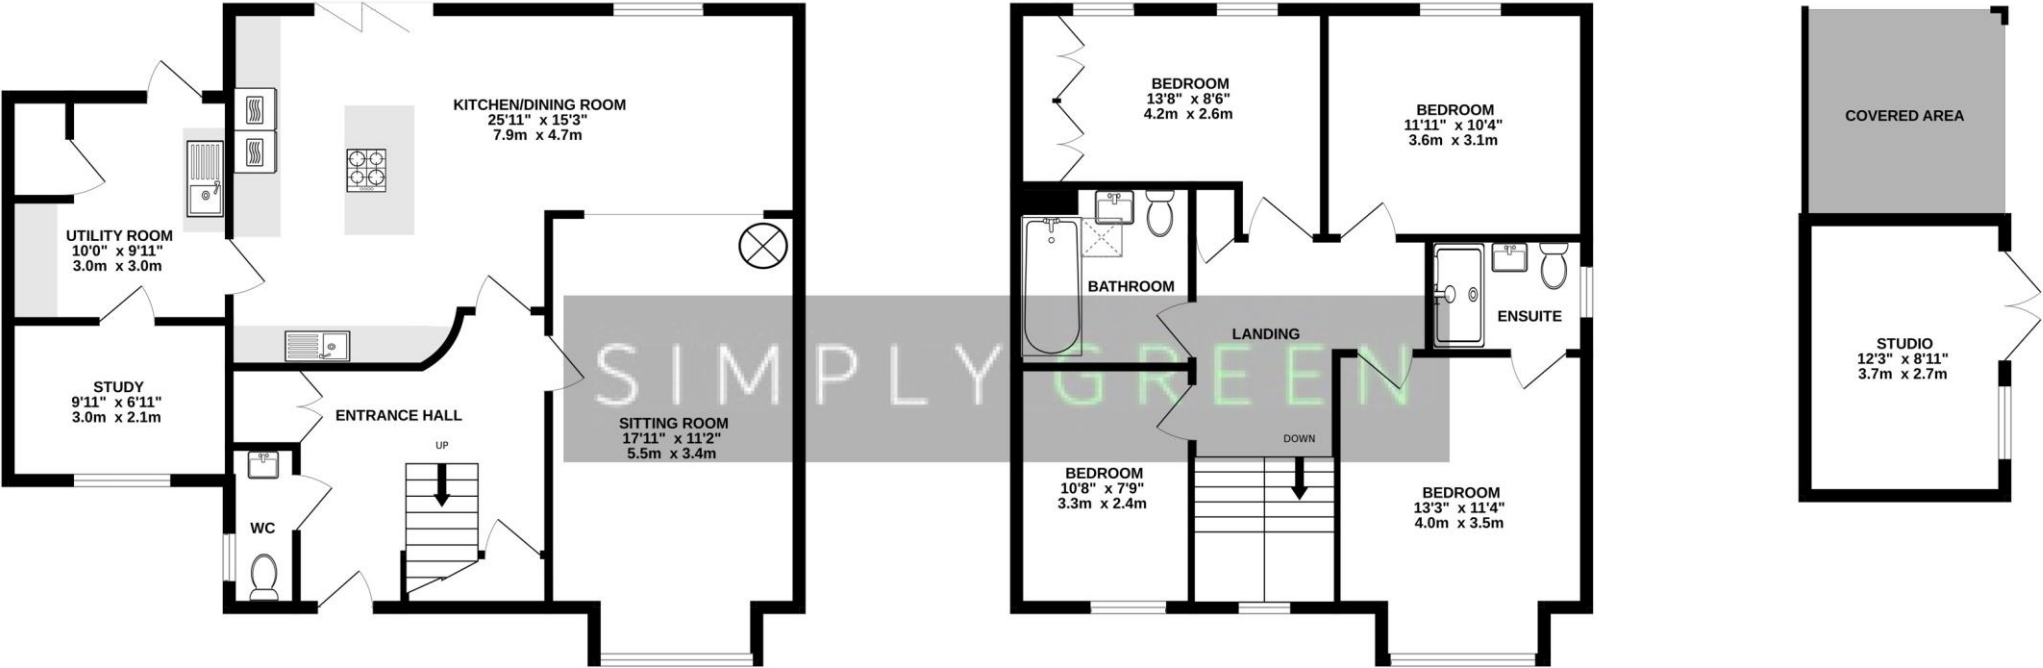 KITCHEN/DINING ROOM
25'11" x 15'3"
7.9m x 4.7m
UTILITY ROOM
10'0" x 9'11"
3.0m x 3.0m
STUDY
9'11" x 6'11"
3.0m x 2.1m
ENTRANCE HALL
UP
WC
SITTING ROOM
17'11" x 11'2"
5.5m x 3.4m
SIMPLY GREEN
BEDROOM
13'8" x 8'6"
4.2m x 2.6m
BEDROOM
11'11" x 10'4"
3.6m x 3.1m
BATHROOM
LANDING
ENSUITE
DOWN
BEDROOM
10'8" x 7'9"
3.3m x 2.4m
BEDROOM
13'3" x 11'4"
4.0m x 3.5m
COVERED AREA
STUDIO
12'3" x 8'11"
3.7m x 2.7m